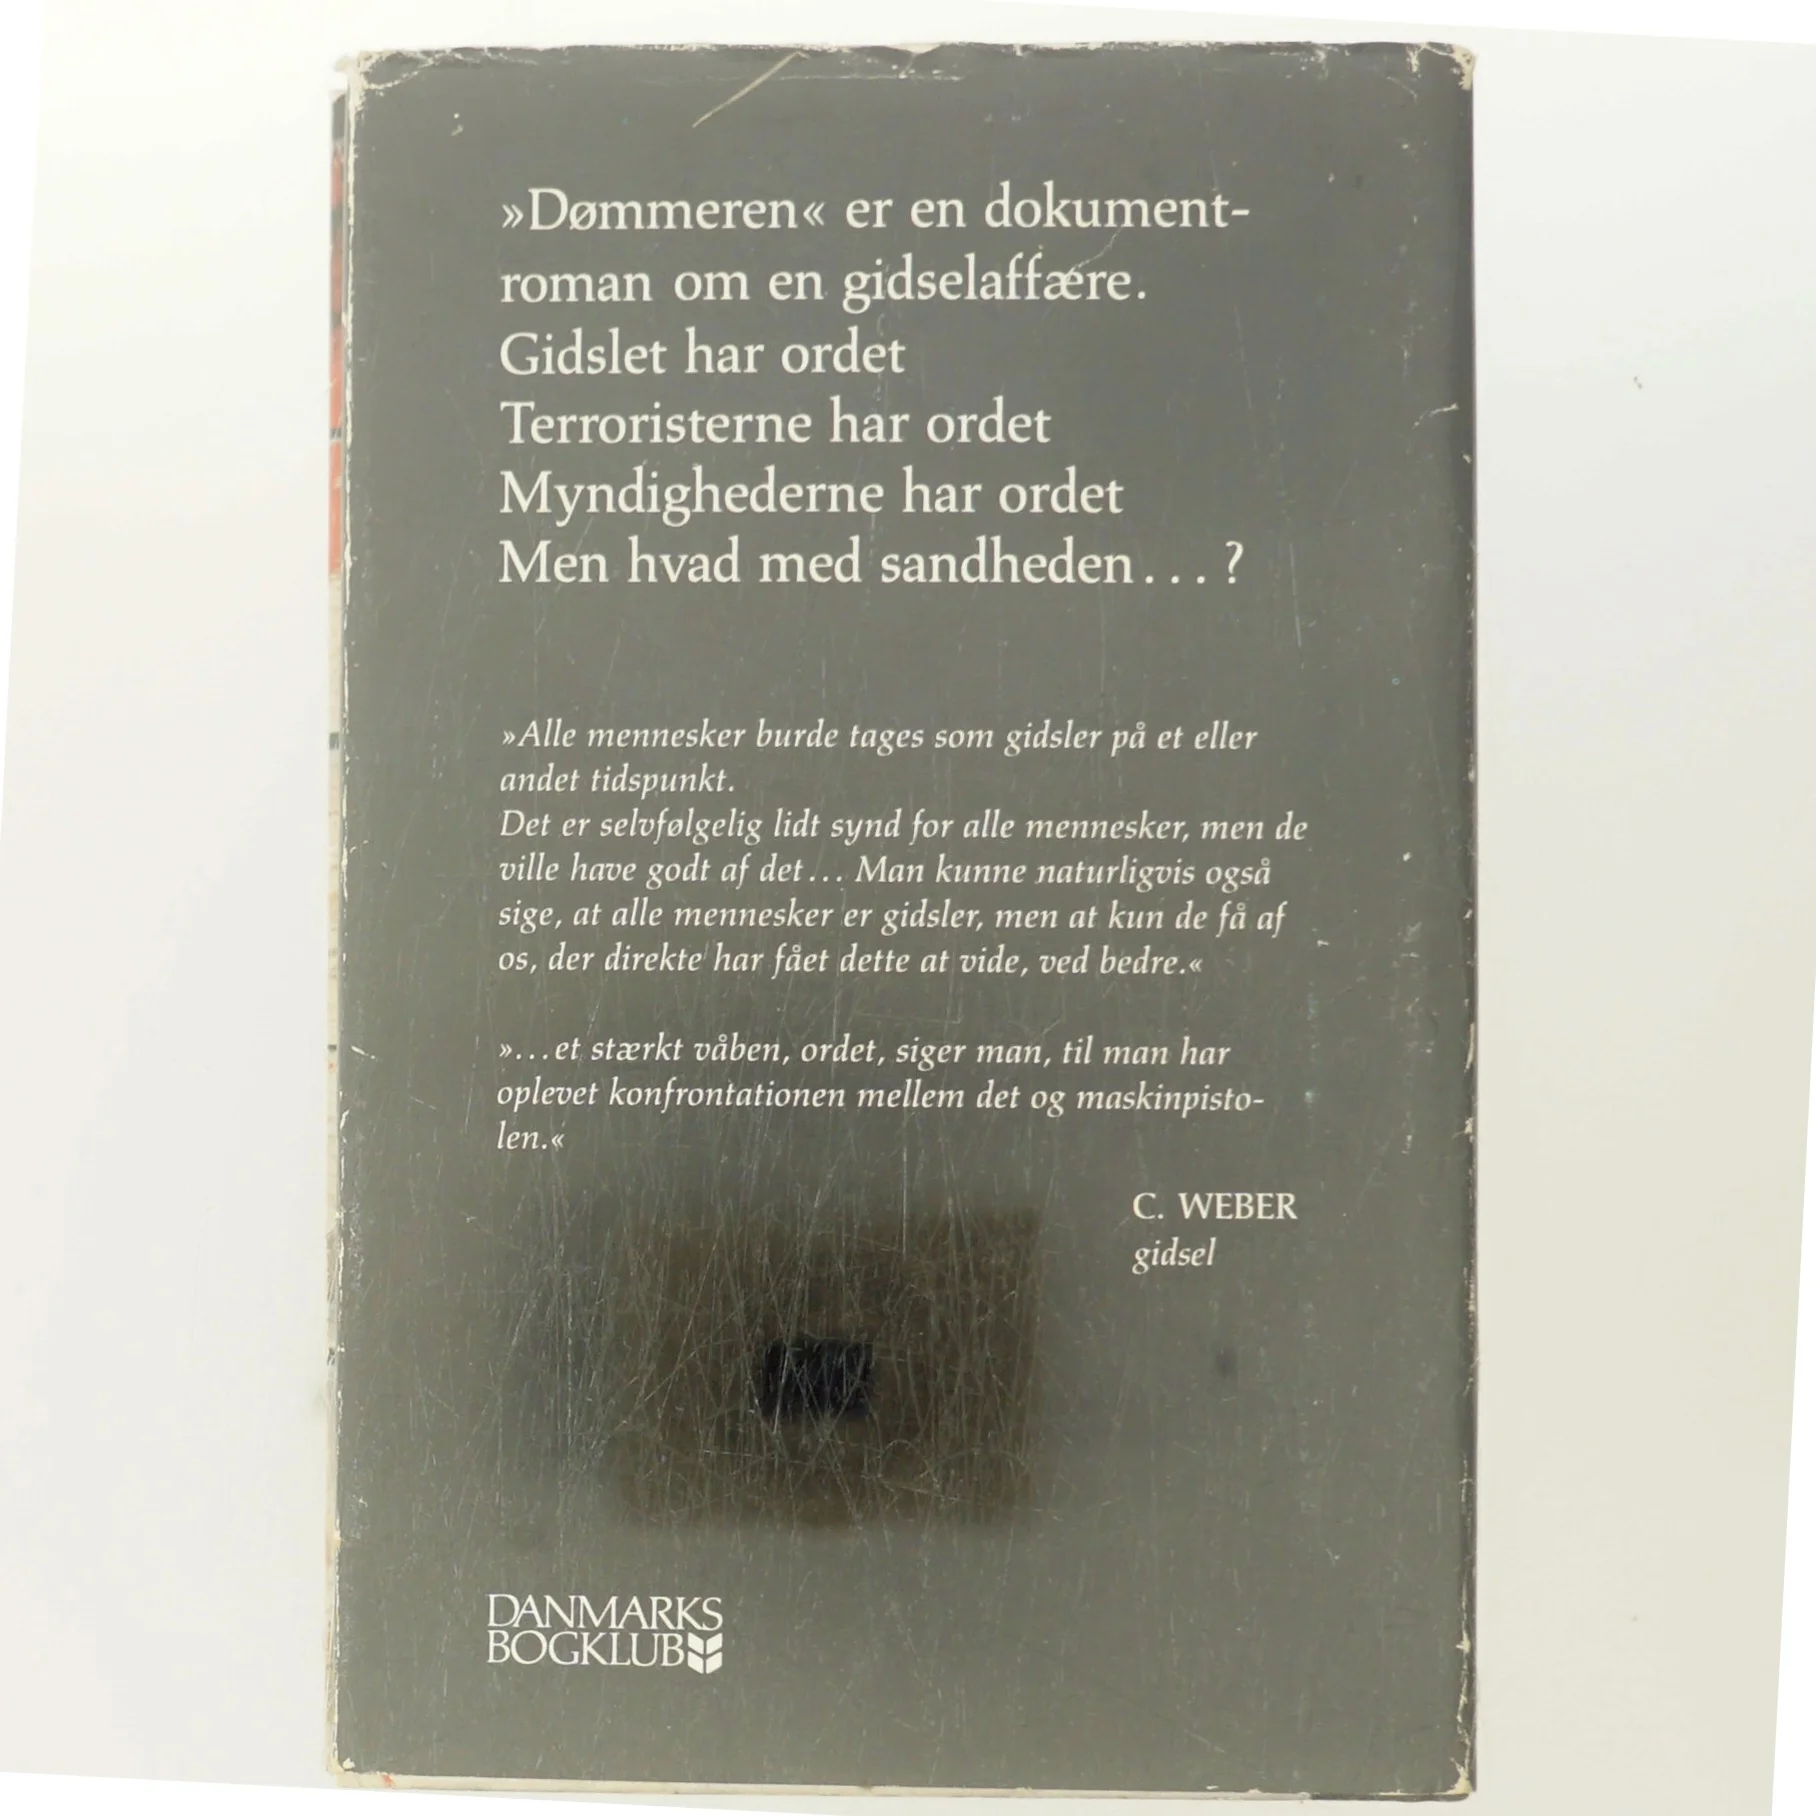 »Dømmeren« er en dokument-
roman om en gidselaffære.
Gidslet har ordet
Terroristerne har ordet
Myndighederne har ordet
Men hvad med sandheden...?
»Alle mennesker burde tages som gidsler på et eller
andet tidspunkt.
Det er selvfølgelig lidt synd for alle mennesker, men de
ville have godt af det... Man kunne naturligvis også
sige, at alle mennesker er gidsler, men at kun de få af
os, der direkte har fået dette at vide, ved bedre.«
»...et stærkt våben, ordet, siger man, til man har
oplevet konfrontationen mellem det og maskinpisto-
len.«
C. WEBER
gidsel
DANMARKS
BOGKLUB